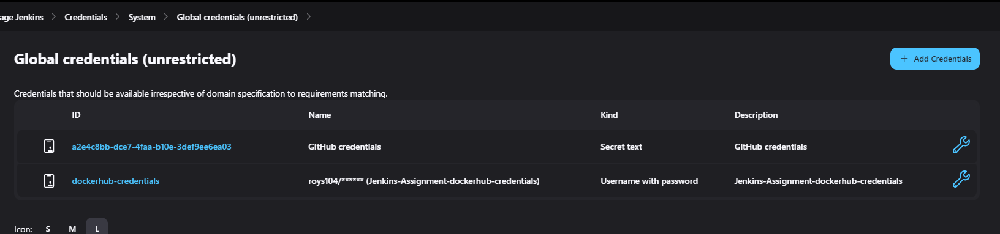 age Jenkins > Credentials > System > Global credentials (unrestricted) >
Global credentials (unrestricted)
+ Add Credentials
Credentials that should be available irrespective of domain specification to requirements matching.
ID Name Kind Description
a2e4c8bb-dce7-4faa-b10e-3def9ee6ea03 GitHub credentials Secret text GitHub credentials
dockerhub-credentials roys104/****** (Jenkins-Assignment-dockerhub-credentials) Username with password Jenkins-Assignment-dockerhub-credentials
Icon: S M L